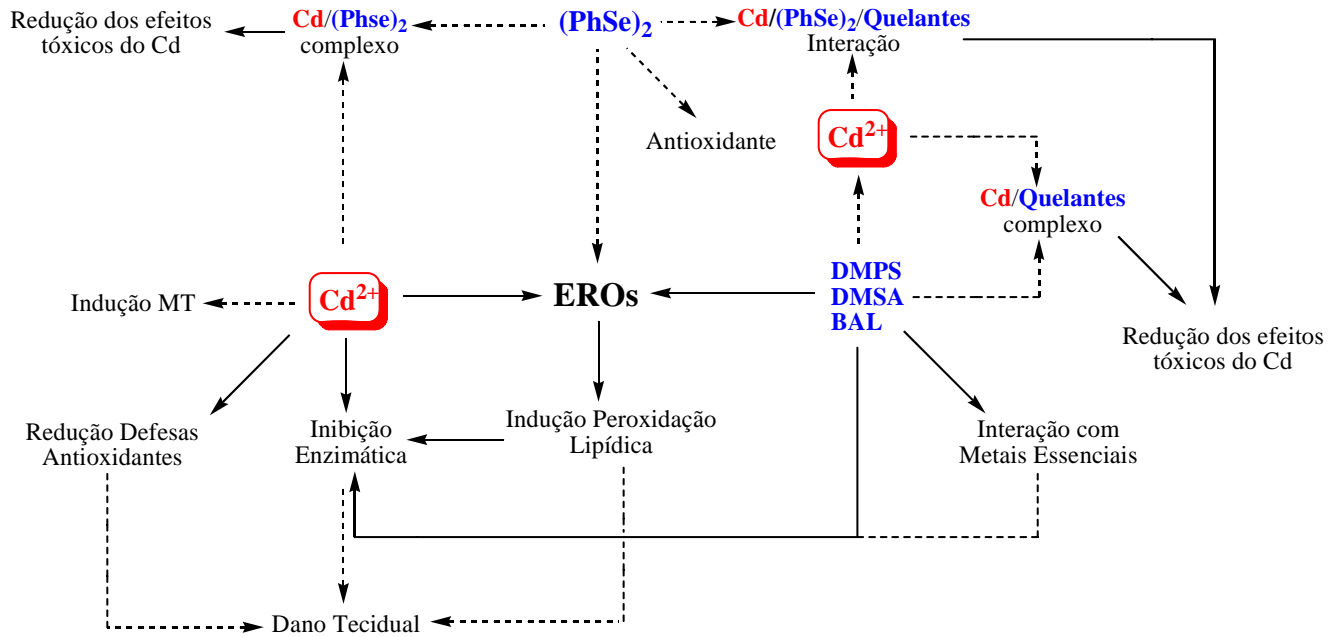 Redução dos efeitos
tóxicos do Cd
Cd/(Phse)₂
complexo
(PhSe)₂
Cd/(PhSe)₂/Quelantes
Interação
Antioxidante
Cd²⁺
Cd/Quelantes
complexo
Indução MT
Cd²⁺
EROs
DMPS
DMSA
BAL
Redução dos efeitos
tóxicos do Cd
Redução Defesas
Antioxidantes
Inibição
Enzimática
Indução Peroxidação
Lipídica
Interação com
Metais Essenciais
Dano Tecidual